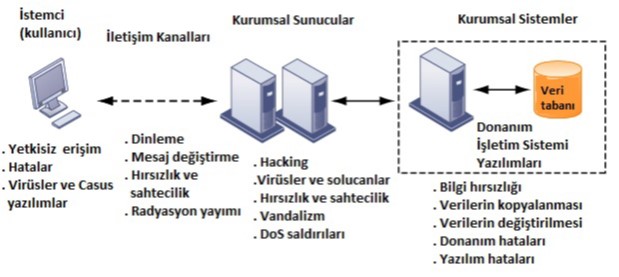 İstemci
(kullanıcı)
. Yetkisiz erişim
. Hatalar
. Virüsler ve Casus
yazılımlar
İletişim Kanalları
. Dinleme
. Mesaj değiştirme
. Hırsızlık ve
sahtecilik
. Radyasyon yayımı
Kurumsal Sunucular
. Hacking
.Virüsler ve solucanlar
. Hırsızlık ve sahtecilik
. Vandalizm
. DoS saldırıları
Kurumsal Sistemler
Veri
tabanı
Donanım
İşletim Sistemi
Yazılımları
. Bilgi hırsızlığı
. Verilerin kopyalanması
. Verilerin değiştirilmesi
. Donanım hataları
. Yazılım hataları